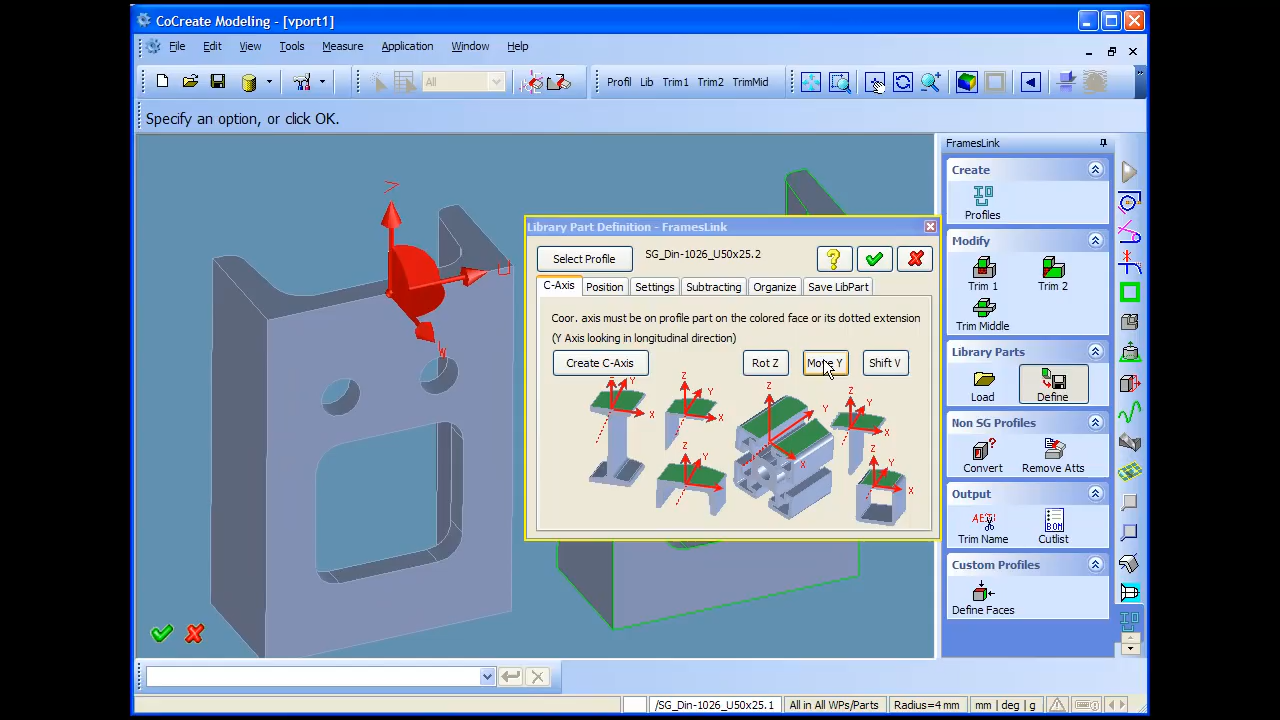 CoCreate Modeling - [vport1]
File Edit View Tools Measure Application Window Help
All Profil Lib Trim1 Trim2 TrimMid
Specify an option, or click OK.
FramesLink
Create
Profiles
Modify
Trim 1 Trim 2
Trim Middle
Library Parts
Load Define
Non SG Profiles
Convert Remove Atts
Output
Trim Name Cutlist
Custom Profiles
Define Faces
V
U
W
Library Part Definition - FramesLink
Select Profile SG_Din-1026_U50x25.2
C-Axis Position Settings Subtracting Organize Save LibPart
Coor. axis must be on profile part on the colored face or its dotted extension
(Y Axis looking in longitudinal direction)
Create C-Axis Rot Z Move Y Shift V
Z Y X
Z Y X
Z Y X
Z Y X
Z Y X
Z Y X
/SG_Din-1026_U50x25.1 All in All WPs/Parts Radius=4 mm mm | deg | g